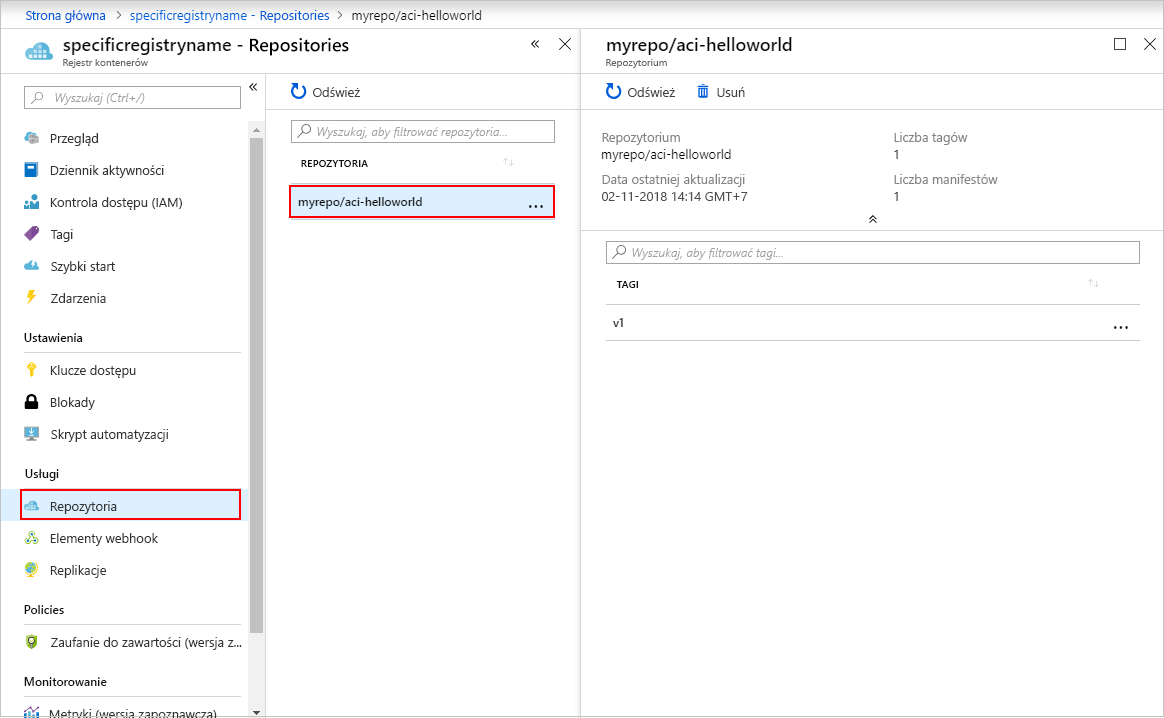 Strona główna > specificregistryname - Repositories > myrepo/aci-helloworld
specificregistryname - Repositories
Rejestr kontenerów
Wyszukaj (Ctrl+/)
Przegląd
Dziennik aktywności
Kontrola dostępu (IAM)
Tagi
Szybki start
Zdarzenia
Ustawienia
Klucze dostępu
Blokady
Skrypt automatyzacji
Usługi
Repozytoria
Elementy webhook
Replikacje
Policies
Zaufanie do zawartości (wersja z...
Monitorowanie
Metryki (wersja zapoznawcza)
Odśwież
Wyszukaj, aby filtrować repozytoria...
REPOZYTORIA
myrepo/aci-helloworld ...
myrepo/aci-helloworld
Repozytorium
Odśwież Usuń
Repozytorium
myrepo/aci-helloworld
Liczba tagów
1
Data ostatniej aktualizacji
02-11-2018 14:14 GMT+7
Liczba manifestów
1
Wyszukaj, aby filtrować tagi...
TAGI
v1 ...